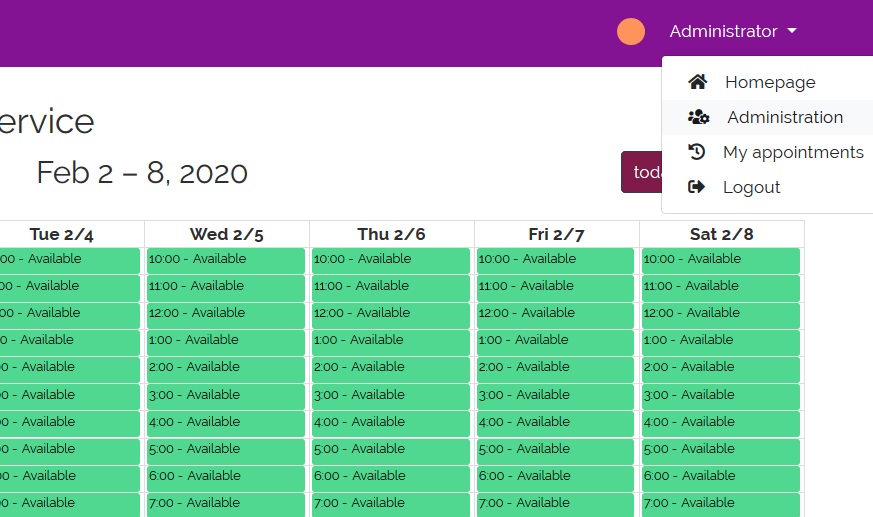 Administrator
Homepage
Administration
My appointments
Logout
ervice
Feb 2 – 8, 2020
toda
Tue 2/4 Wed 2/5 Thu 2/6 Fri 2/7 Sat 2/8
00 - Available 10:00 - Available 10:00 - Available 10:00 - Available 10:00 - Available
00 - Available 11:00 - Available 11:00 - Available 11:00 - Available 11:00 - Available
00 - Available 12:00 - Available 12:00 - Available 12:00 - Available 12:00 - Available
0 - Available 1:00 - Available 1:00 - Available 1:00 - Available 1:00 - Available
00 - Available 2:00 - Available 2:00 - Available 2:00 - Available 2:00 - Available
00 - Available 3:00 - Available 3:00 - Available 3:00 - Available 3:00 - Available
00 - Available 4:00 - Available 4:00 - Available 4:00 - Available 4:00 - Available
00 - Available 5:00 - Available 5:00 - Available 5:00 - Available 5:00 - Available
00 - Available 6:00 - Available 6:00 - Available 6:00 - Available 6:00 - Available
00 - Available 7:00 - Available 7:00 - Available 7:00 - Available 7:00 - Available